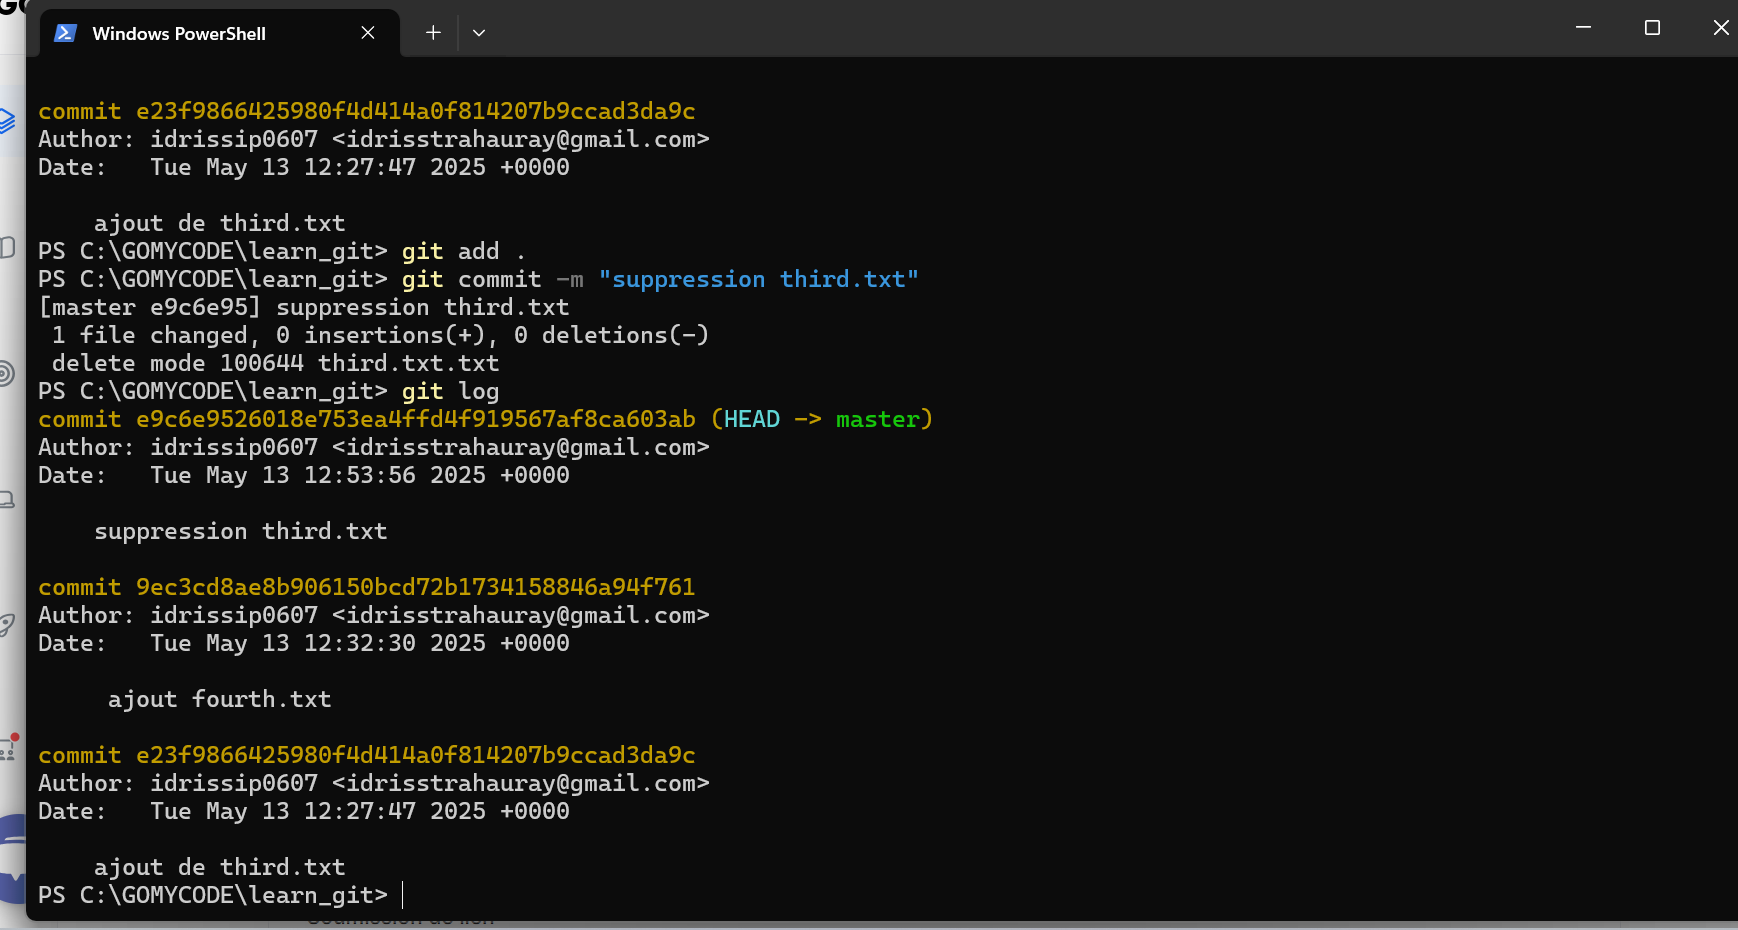 Windows PowerShell
commit e23f9866425980f4d414a0f814207b9ccad3da9c
Author: idrissip0607 <idrisstrahauray@gmail.com>
Date:   Tue May 13 12:27:47 2025 +0000
    ajout de third.txt
PS C:\GOMYCODE\learn_git> git add .
PS C:\GOMYCODE\learn_git> git commit -m "suppression third.txt"
[master e9c6e95] suppression third.txt
 1 file changed, 0 insertions(+), 0 deletions(-)
 delete mode 100644 third.txt.txt
PS C:\GOMYCODE\learn_git> git log
commit e9c6e9526018e753ea4ffd4f919567af8ca603ab (HEAD -> master)
Author: idrissip0607 <idrisstrahauray@gmail.com>
Date:   Tue May 13 12:53:56 2025 +0000
    suppression third.txt
commit 9ec3cd8ae8b906150bcd72b1734158846a94f761
Author: idrissip0607 <idrisstrahauray@gmail.com>
Date:   Tue May 13 12:32:30 2025 +0000
     ajout fourth.txt
commit e23f9866425980f4d414a0f814207b9ccad3da9c
Author: idrissip0607 <idrisstrahauray@gmail.com>
Date:   Tue May 13 12:27:47 2025 +0000
    ajout de third.txt
PS C:\GOMYCODE\learn_git>